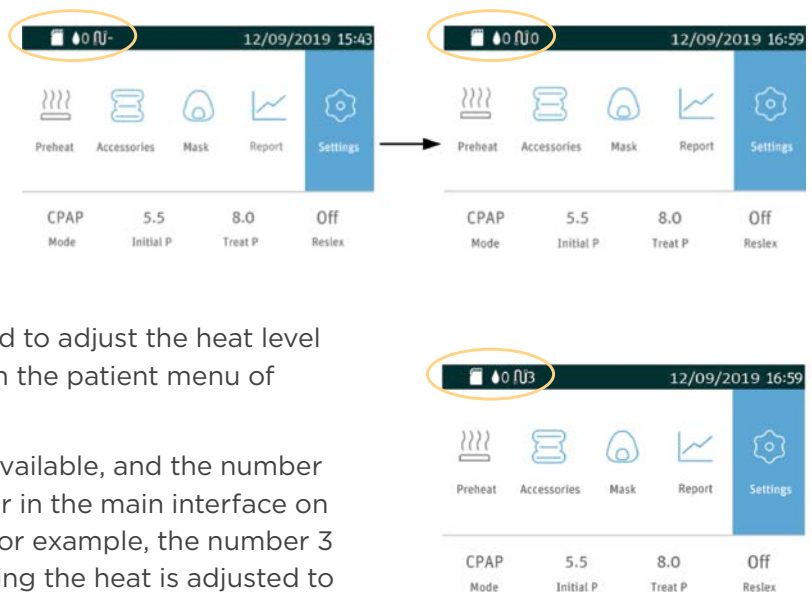 0 - 12/09/2019 15:43
Preheat Accessories Mask Report Settings
CPAP 5.5 8.0 Off
Mode Initial P Treat P Reslex
0 0 12/09/2019 16:59
Preheat Accessories Mask Report Settings
CPAP 5.5 8.0 Off
Mode Initial P Treat P Reslex
to adjust the heat level
the patient menu of
and the number
in the main interface on
or example, the number 3
the heat is adjusted to
0 3 12/09/2019 16:59
Preheat Accessories Mask Report Settings
CPAP 5.5 8.0 Off
Mode Initial P Treat P Reslex